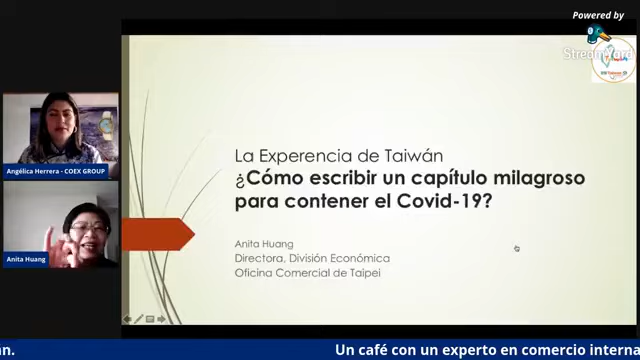 Powered by
StreamYard
La Experencia de Taiwán
¿Cómo escribir un capítulo milagroso
para contener el Covid-19?
Anita Huang
Directora, División Económica
Oficina Comercial de Taipei
Angélica Herrera - COEX GROUP
Anita Huang
an.
Un café con un experto en comercio interna